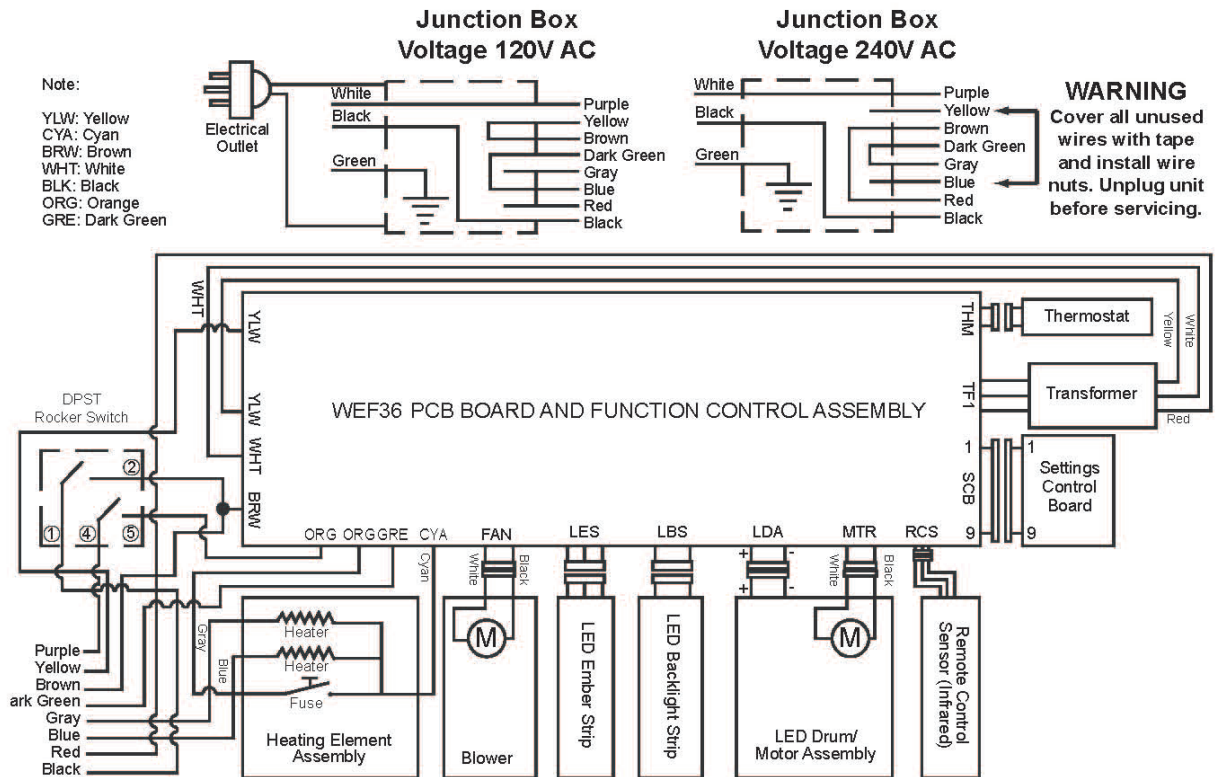 Junction Box
Voltage 120V AC
Junction Box
Voltage 240V AC
Note:
YLW: Yellow
CYA: Cyan
BRW: Brown
WHT: White
BLK: Black
ORG: Orange
GRE: Dark Green
Electrical
Outlet
White
Black
Green
Purple
Yellow
Brown
Dark Green
Gray
Blue
Red
Black
White
Black
Green
Purple
Yellow
Brown
Dark Green
Gray
Blue
Red
Black
WARNING
Cover all unused
wires with tape
and install wire
nuts. Unplug unit
before servicing.
WHT
YLW
YLW
WHT
BRW
DPST
Rocker Switch
①
②
④
⑤
WEF36 PCB BOARD AND FUNCTION CONTROL ASSEMBLY
THM
TF1
1
SCB
9
Thermostat
Yellow
White
Transformer
Red
1
Settings
Control
Board
9
ORG
ORG
GRE
CYA
FAN
LES
LBS
LDA
MTR
RCS
Cyan
White
Black
+
-
+
-
White
Black
Gray
Blue
Heater
Heater
Fuse
Heating Element
Assembly
M
Blower
LED Ember Strip
LED Backlight Strip
M
LED Drum/
Motor Assembly
Remote Control
Sensor (Infrared)
Purple
Yellow
Brown
ark Green
Gray
Blue
Red
Black